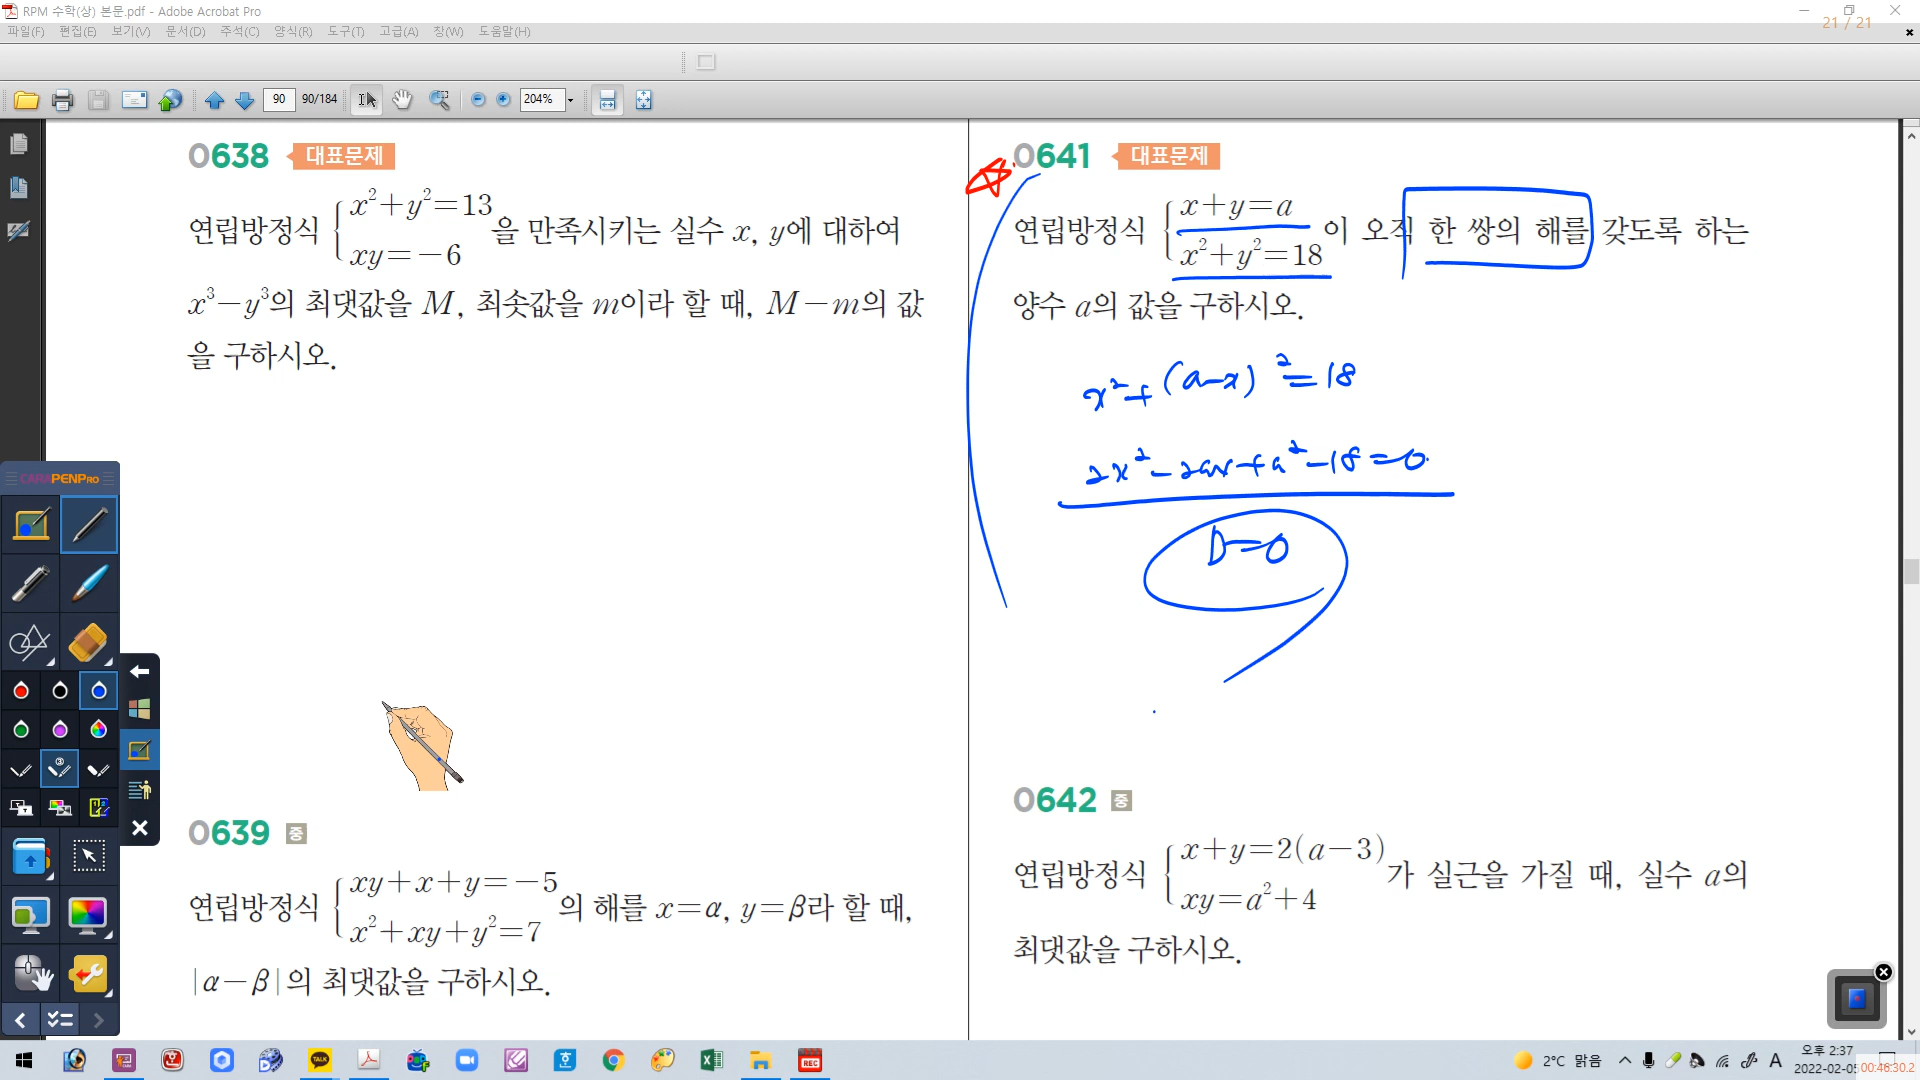 RPM 수학(상) 본문.pdf - Adobe Acrobat Pro
21 / 21
파일(F) 편집(E) 보기(V) 문서(D) 주석(C) 양식(R) 도구(T) 고급(A) 창(W) 도움말(H)
90 90/184 204%
0638 대표문제
연립방정식 { x²+y²=13
xy=-6 을 만족시키는 실수 x, y에 대하여
x³-y³의 최댓값을 M, 최솟값을 m이라 할 때, M-m의 값
을 구하시오.
CARAPENPRO
0639 중
연립방정식 { xy+x+y=-5
x²+xy+y²=7 의 해를 x=α, y=β라 할 때,
|α-β|의 최댓값을 구하시오.
0641 대표문제
연립방정식 { x+y=a
x²+y²=18 이 오직 한 쌍의 해를 갖도록 하는
양수 a의 값을 구하시오.
x²+(a-x)²=18
2x²-2ax+a²-18=0
D=0
0642 중
연립방정식 { x+y=2(a-3)
xy=a²+4 가 실근을 가질 때, 실수 a의
최댓값을 구하시오.
TALK
REC
2°C 맑음
A
오후 2:37
2022-02-05
00:46:30.2